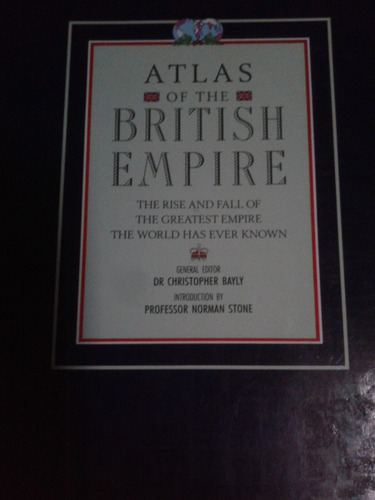 ATLAS
OF THE
BRITISH
EMPIRE
THE RISE AND FALL OF
THE GREATEST EMPIRE
THE WORLD HAS EVER KNOWN
GENERAL EDITOR
DR CHRISTOPHER BAYLY
INTRODUCTION BY
PROFESSOR NORMAN STONE